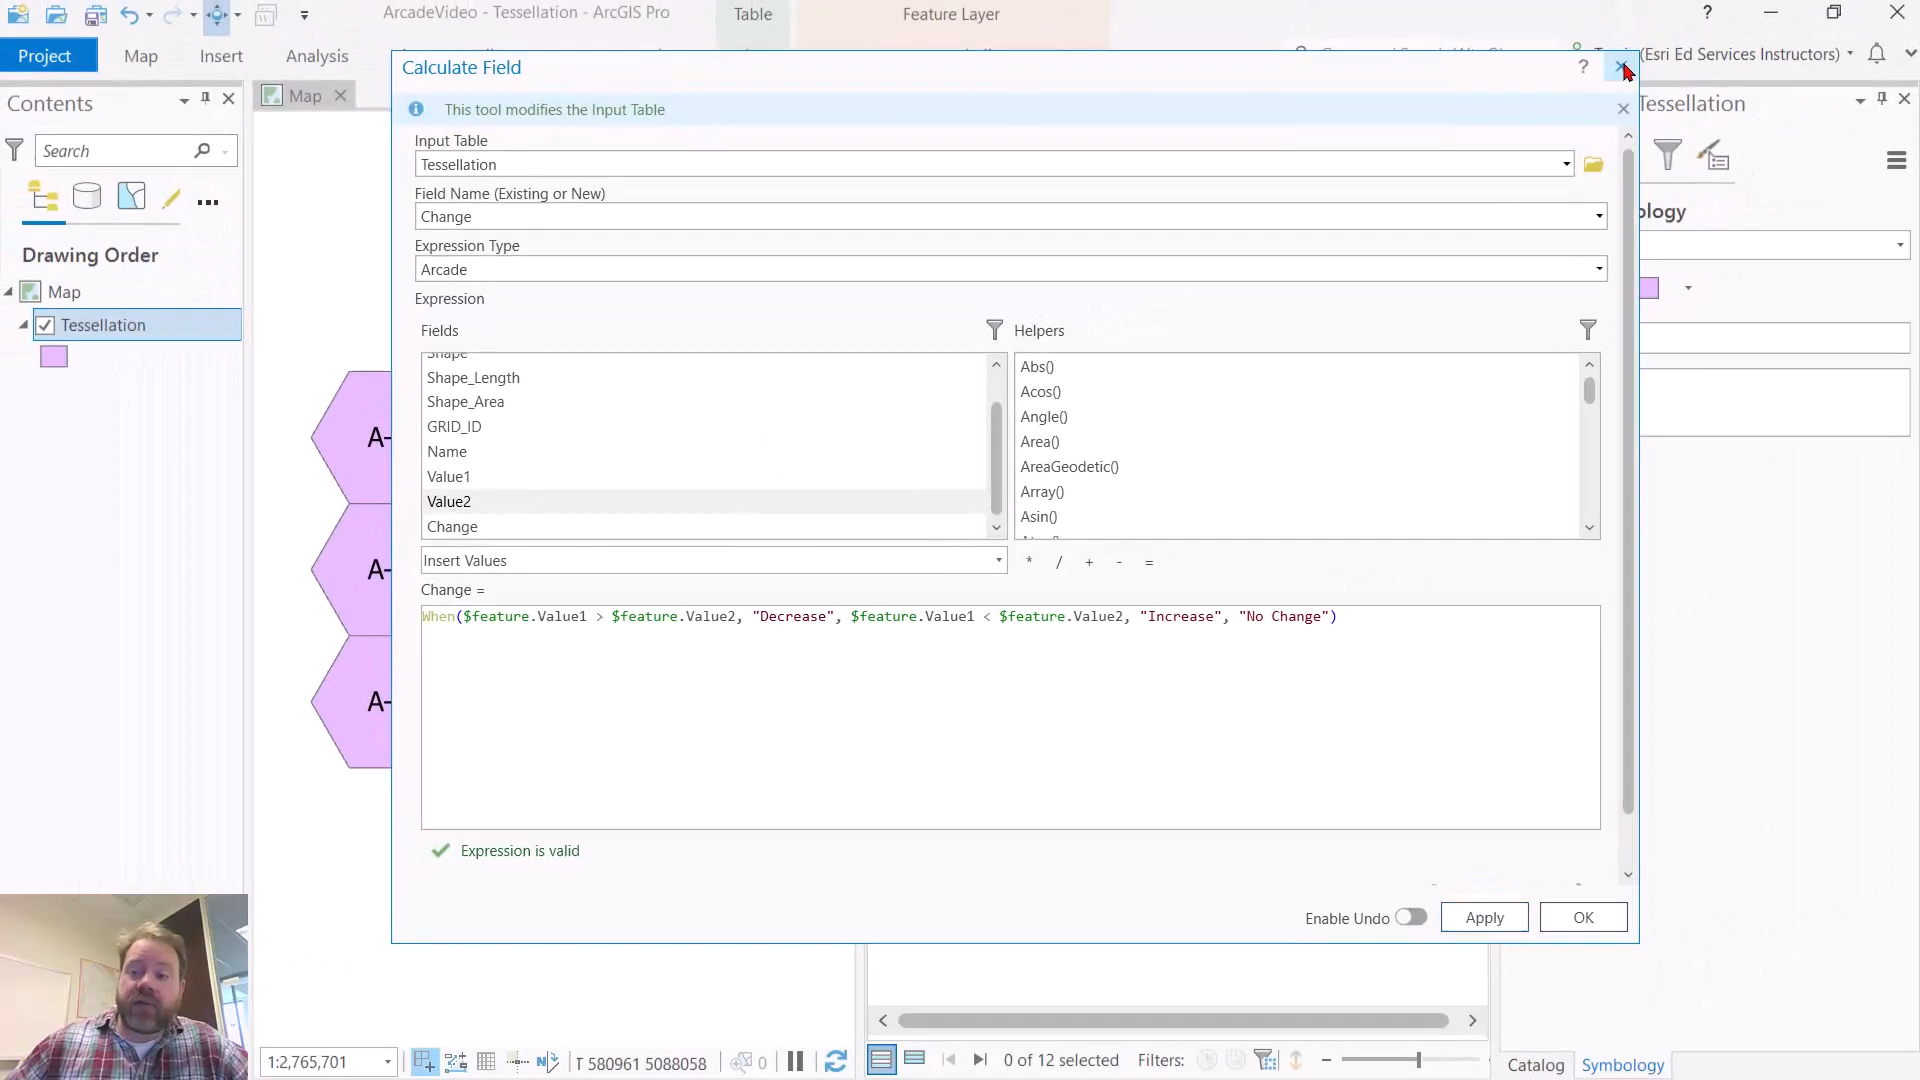 ArcadeVideo - Tessellation - ArcGIS Pro
Table
Feature Layer
?
Project
Map
Insert
Analysis
(Esri Ed Services Instructors)
Calculate Field
?
Contents
Map
Tessellation
This tool modifies the Input Table
Search
Input Table
Tessellation
Field Name (Existing or New)
Change
Expression Type
Arcade
Expression
Drawing Order
Map
Tessellation
Fields
Helpers
Shape
Shape_Length
Shape_Area
GRID_ID
Name
Value1
Value2
Change
Abs()
Acos()
Angle()
Area()
AreaGeodetic()
Array()
Asin()
Insert Values
* / + - =
Change =
When($feature.Value1 > $feature.Value2, "Decrease", $feature.Value1 < $feature.Value2, "Increase", "No Change")
A-
A-
A-
Expression is valid
Enable Undo
Apply
OK
1:2,765,701
T 580961 5088058
0
0 of 12 selected
Filters:
Catalog
Symbology